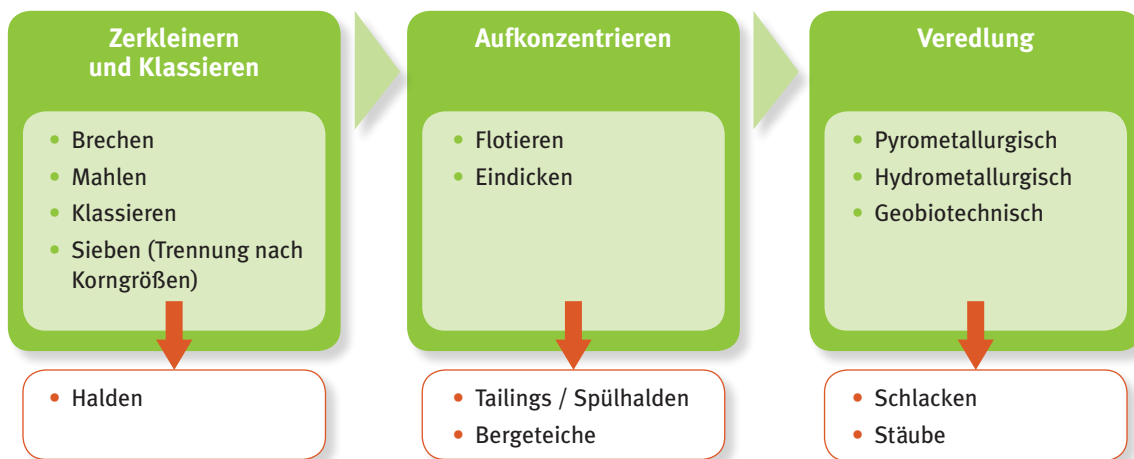 Zerkleinern
und Klassieren
• Brechen
• Mahlen
• Klassieren
• Sieben (Trennung nach
Korngrößen)
• Halden
Aufkonzentrieren
• Flotieren
• Eindicken
• Tailings / Spülhalden
• Bergeteiche
Veredlung
• Pyrometallurgisch
• Hydrometallurgisch
• Geobiotechnisch
• Schlacken
• Stäube